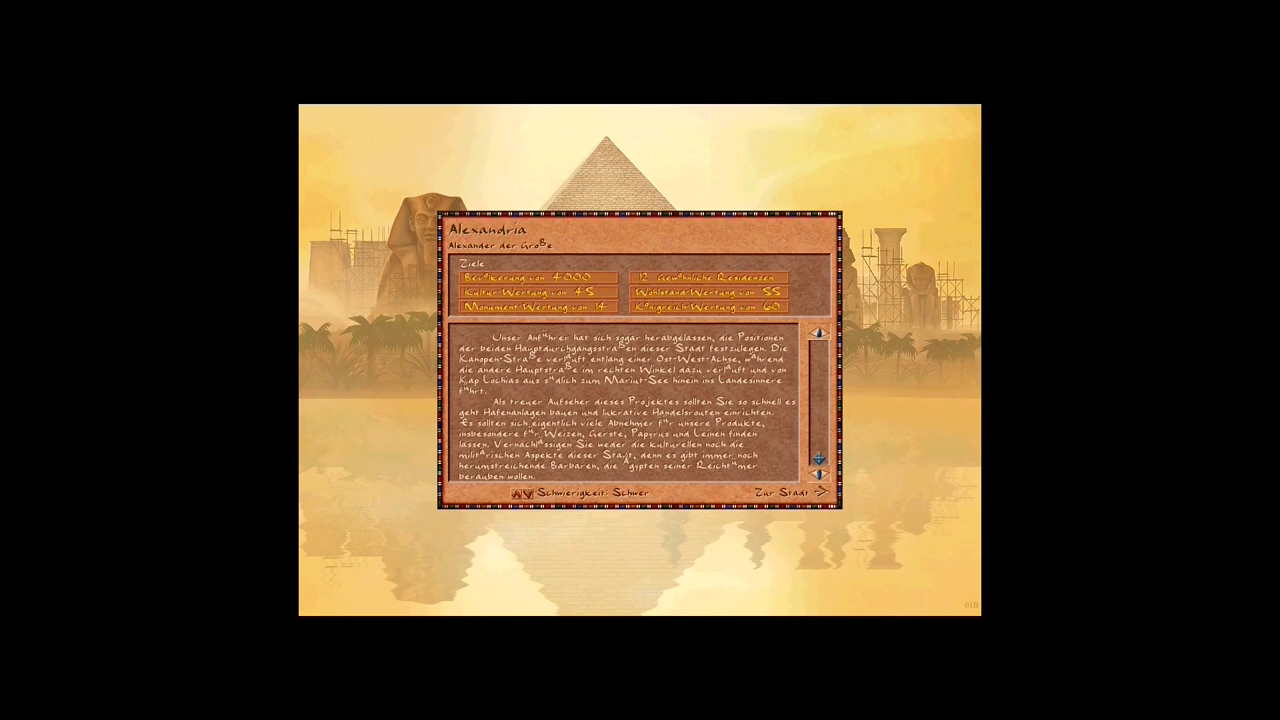 Alexandria
Alexander der Große
Ziele
Bevölkerung von 4000
12 Gewöhnliche Residenzen
Kultur-Wertung von 45
Wohlstand-Wertung von 55
Monument-Wertung von 14
Königreich-Wertung von 60
Unser Anführer hat sich sogar herabgelassen, die Positionen
der beiden Hauptdurchgangsstraßen dieser Stadt festzulegen. Die
Kanopen-Straße verläuft entlang einer Ost-West-Achse, während
die andere Hauptstraße im rechten Winkel dazu verläuft und von
Kap Lochias aus südlich zum Mariut-See hinein ins Landesinnere
führt.
Als treuer Aufseher dieses Projektes sollten Sie so schnell es
geht Hafenanlagen bauen und lukrative Handelsrouten einrichten.
Es sollten sich eigentlich viele Abnehmer für unsere Produkte,
insbesondere für Weizen, Gerste, Papyrus und Leinen finden
lassen. Vernachlässigen Sie weder die kulturellen noch die
militärischen Aspekte dieser Stadt, denn es gibt immer noch
herumstreichende Barbaren, die Ägypten seiner Reichtümer
berauben wollen.
Schwierigkeit: Schwer
Zur Stadt